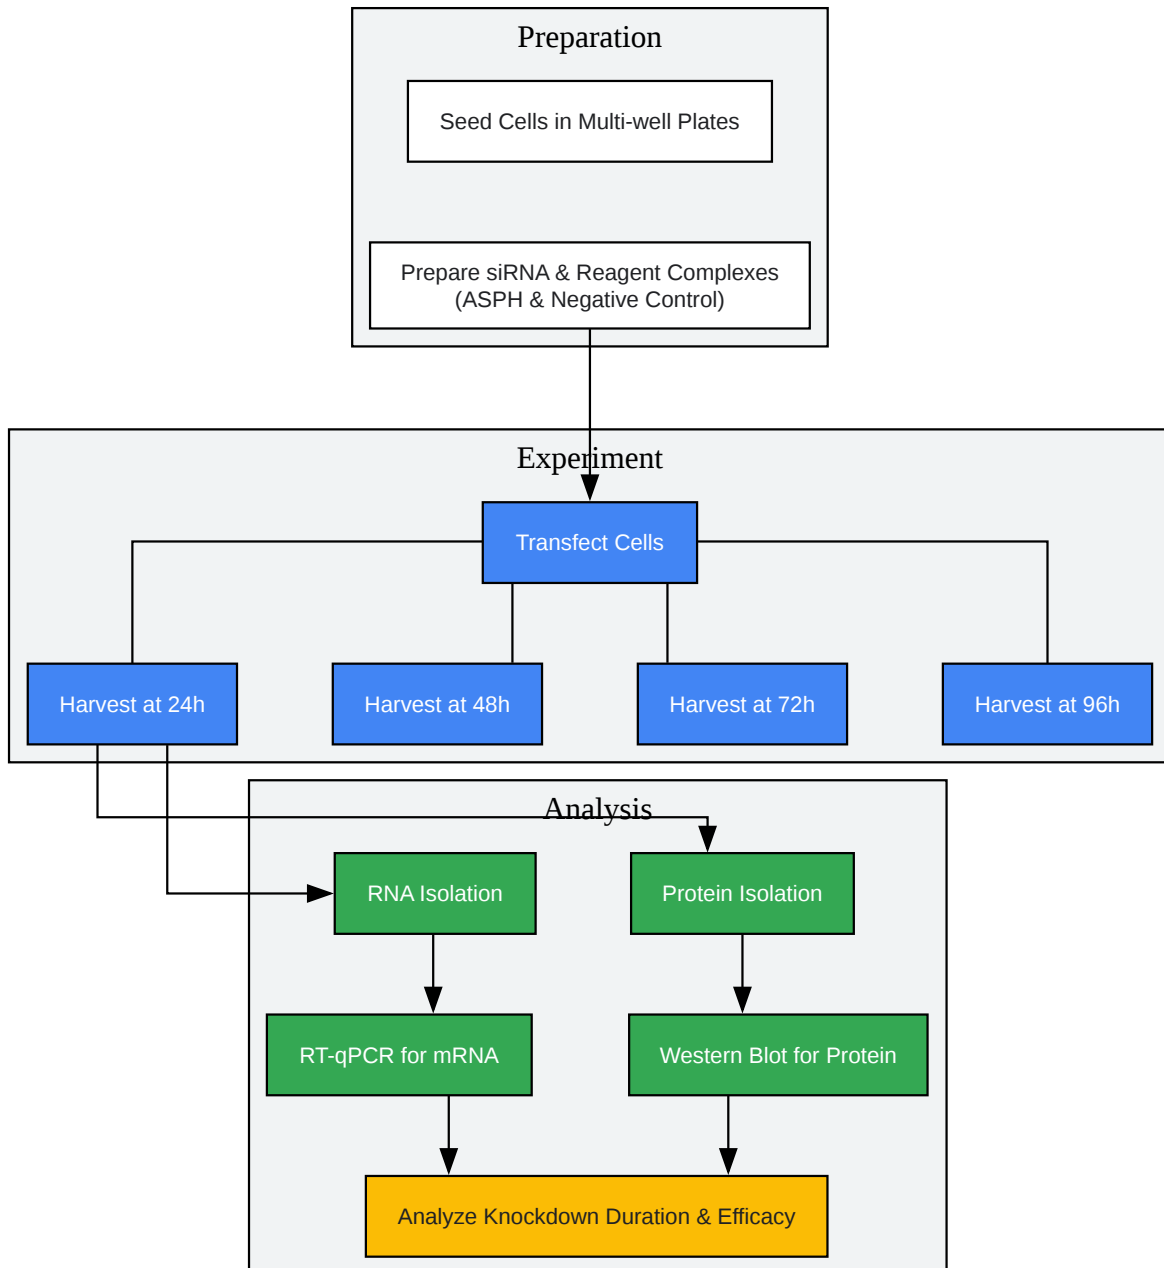 Preparation
Seed Cells in Multi-well Plates
Prepare siRNA & Reagent Complexes
(ASPH & Negative Control)
Experiment
Transfect Cells
Harvest at 24h
Harvest at 48h
Harvest at 72h
Harvest at 96h
Analysis
RNA Isolation
Protein Isolation
RT-qPCR for mRNA
Western Blot for Protein
Analyze Knockdown Duration & Efficacy